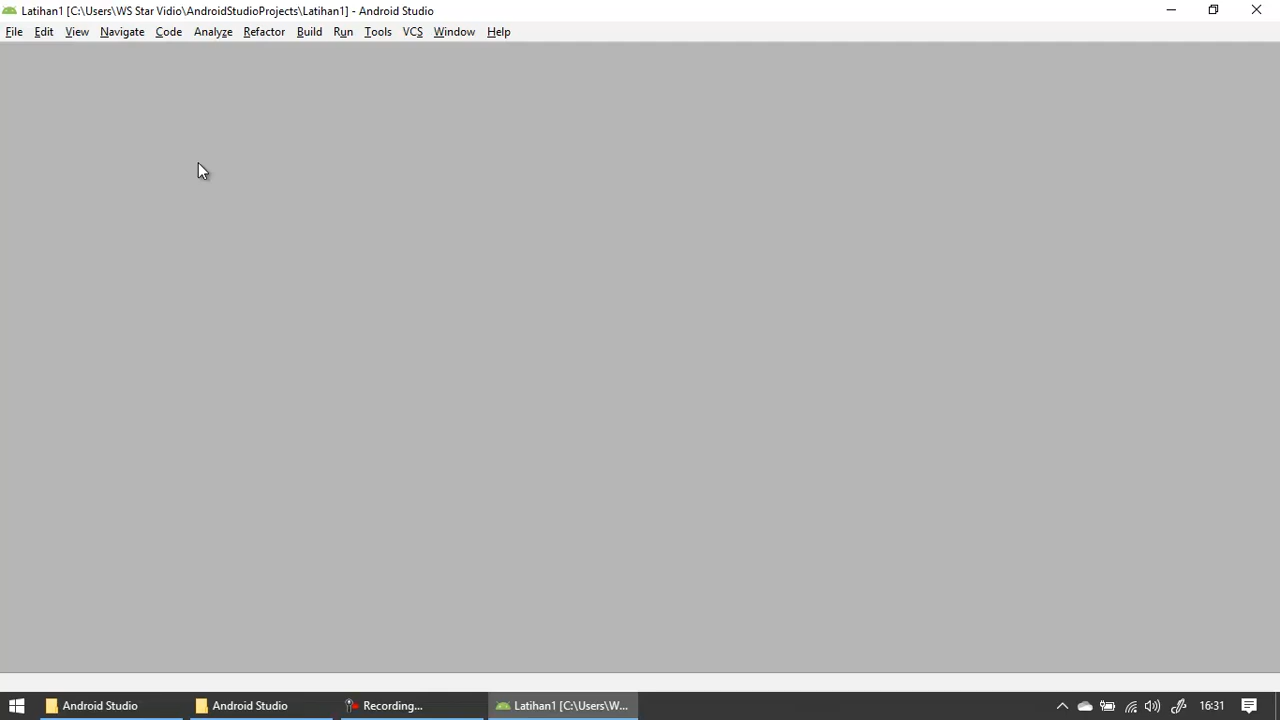 Latihan1 [C:\Users\WS Star Vidio\AndroidStudioProjects\Latihan1] - Android Studio
File Edit View Navigate Code Analyze Refactor Build Run Tools VCS Window Help
Android Studio Android Studio Recording... Latihan1 [C:\Users\W... 16:31